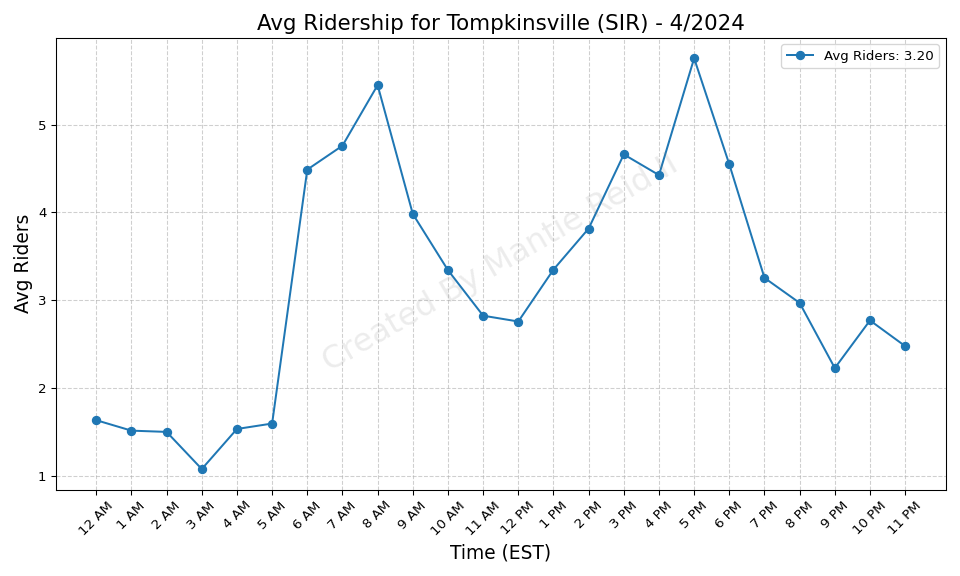 Avg Ridership for Tompkinsville (SIR) - 4/2024
Avg Riders: 3.20
Avg Riders
5
4
3
2
1
Created By Mantie Reid II
12 AM
1 AM
2 AM
3 AM
4 AM
5 AM
6 AM
7 AM
8 AM
9 AM
10 AM
11 AM
12 PM
1 PM
2 PM
3 PM
4 PM
5 PM
6 PM
7 PM
8 PM
9 PM
10 PM
11 PM
Time (EST)